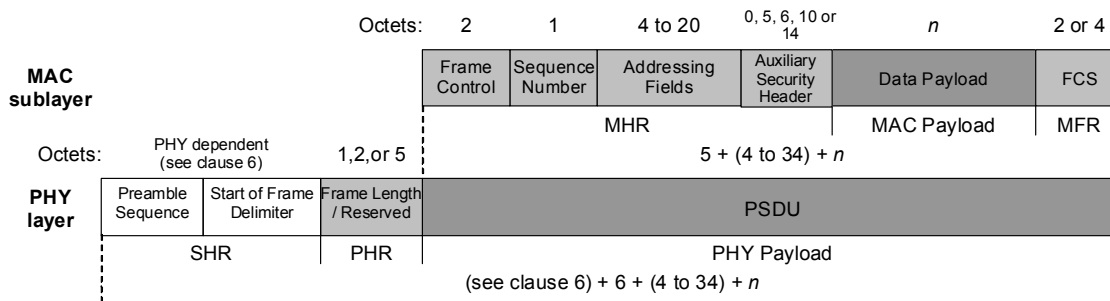 Octets: 2 1 4 to 20 0, 5, 6, 10 or 14 n 2 or 4
MAC sublayer
Frame Control
Sequence Number
Addressing Fields
Auxiliary Security Header
Data Payload
FCS
MHR MAC Payload MFR
Octets: PHY dependent (see clause 6) 1,2,or 5 5 + (4 to 34) + n
PHY layer
Preamble Sequence
Start of Frame Delimiter
Frame Length / Reserved
PSDU
SHR PHR PHY Payload
(see clause 6) + 6 + (4 to 34) + n